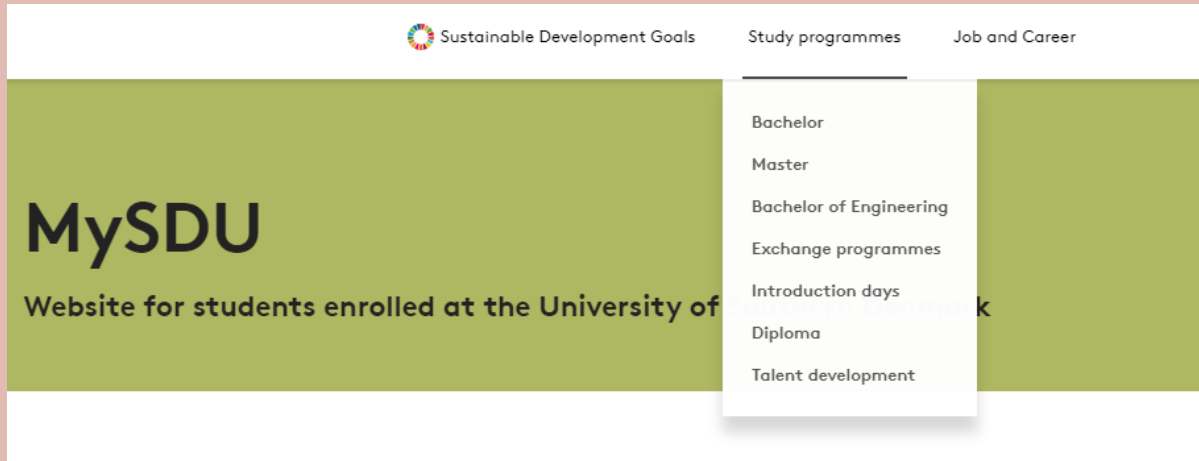 Sustainable Development Goals Study programmes Job and Career
Bachelor
Master
Bachelor of Engineering
Exchange programmes
Introduction days
Diploma
Talent development
MySDU
Website for students enrolled at the University of